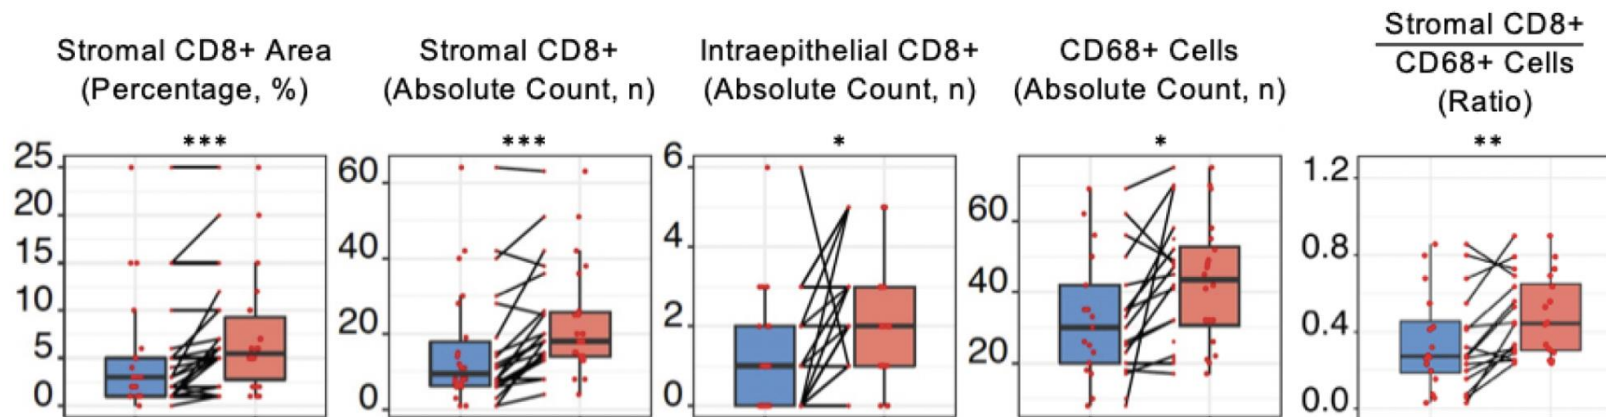 Stromal CD8+ Area
(Percentage, %)
***
25
20
15
10
5
0
Stromal CD8+
(Absolute Count, n)
***
60
40
20
0
Intraepithelial CD8+
(Absolute Count, n)
*
6
4
2
0
CD68+ Cells
(Absolute Count, n)
*
60
40
20
Stromal CD8+
CD68+ Cells
(Ratio)
**
1.2
0.8
0.4
0.0